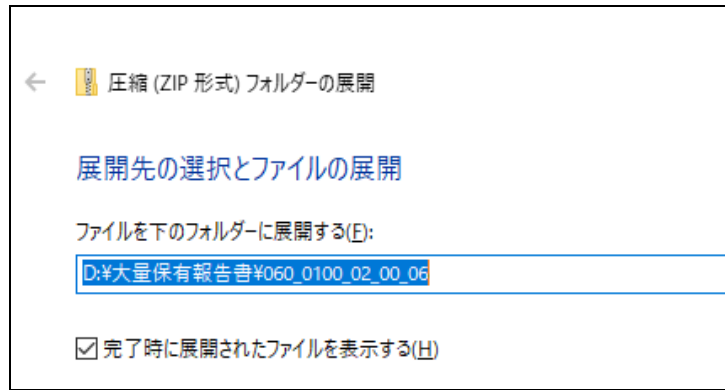 圧縮 (ZIP 形式) フォルダーの展開
展開先の選択とファイルの展開
ファイルを下のフォルダーに展開する(F):
D:¥大量保有報告書¥060_0100_02_00_06
完了時に展開されたファイルを表示する(H)